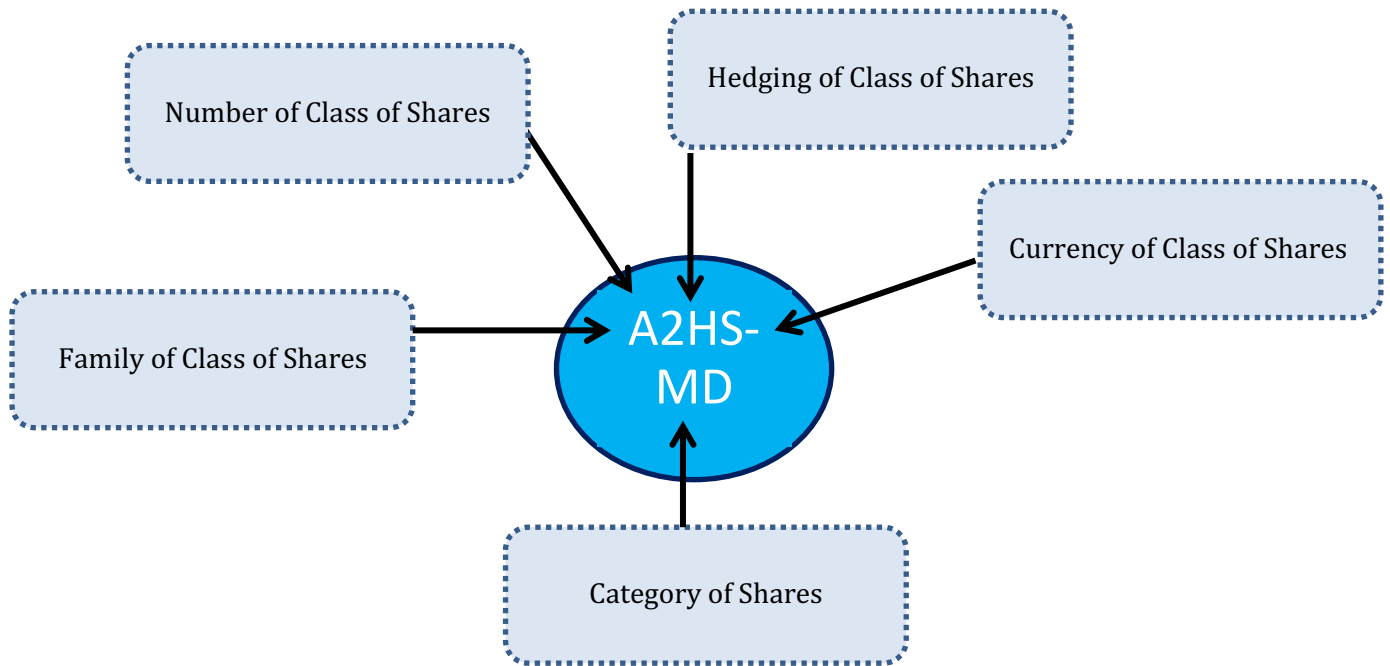 Hedging of Class of Shares
Number of Class of Shares
Currency of Class of Shares
Family of Class of Shares
A2HS-
MD
Category of Shares